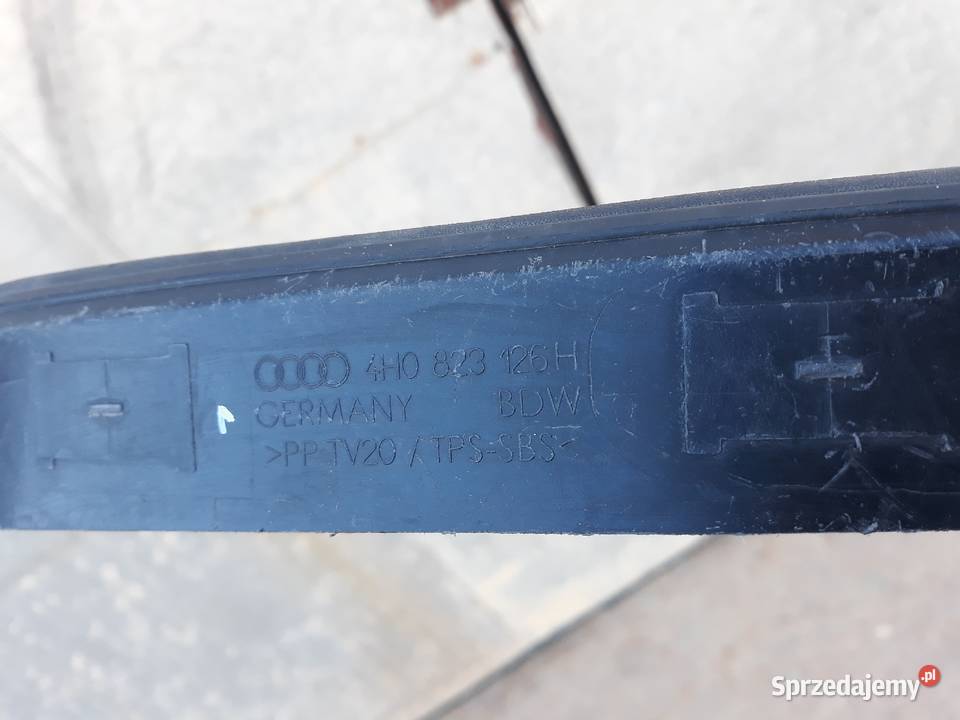 4H0 823 126 H
GERMANY BDW
>PP-TV20 / TPS-SBS<
Sprzedajemy.pl